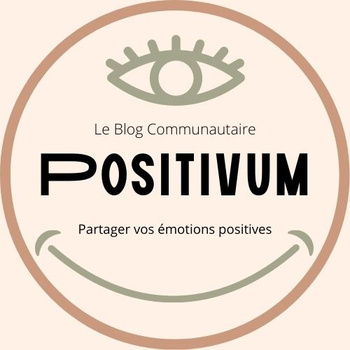 Le Blog Communautaire
POSITIVUM
Partager vos émotions positives